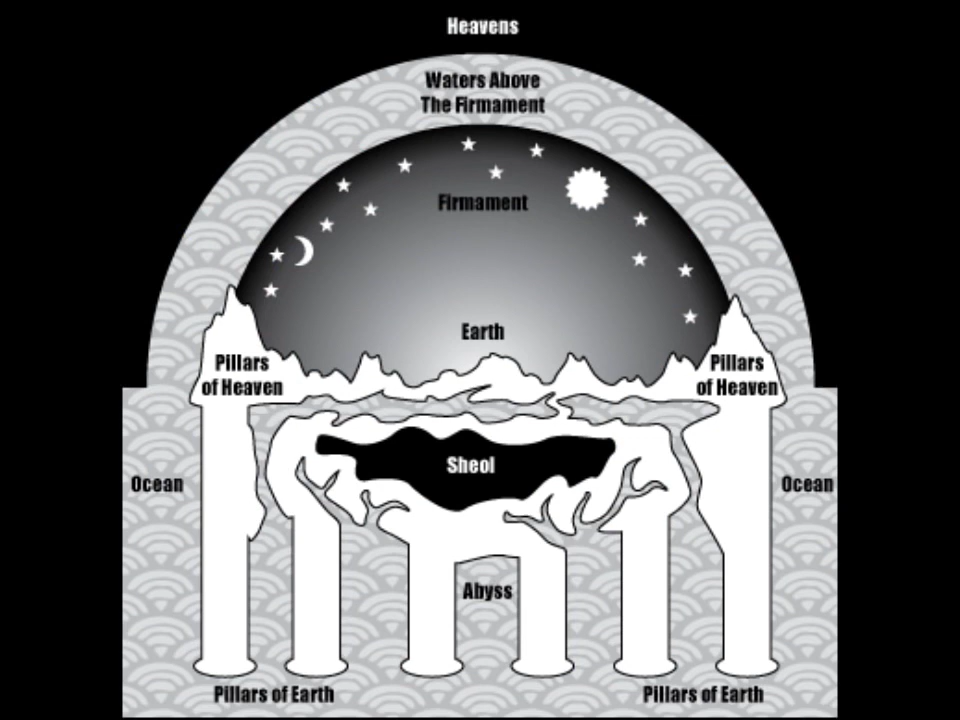 Heavens
Waters Above
The Firmament
Firmament
Earth
Pillars
of Heaven
Pillars
of Heaven
Sheol
Ocean
Ocean
Abyss
Pillars of Earth
Pillars of Earth